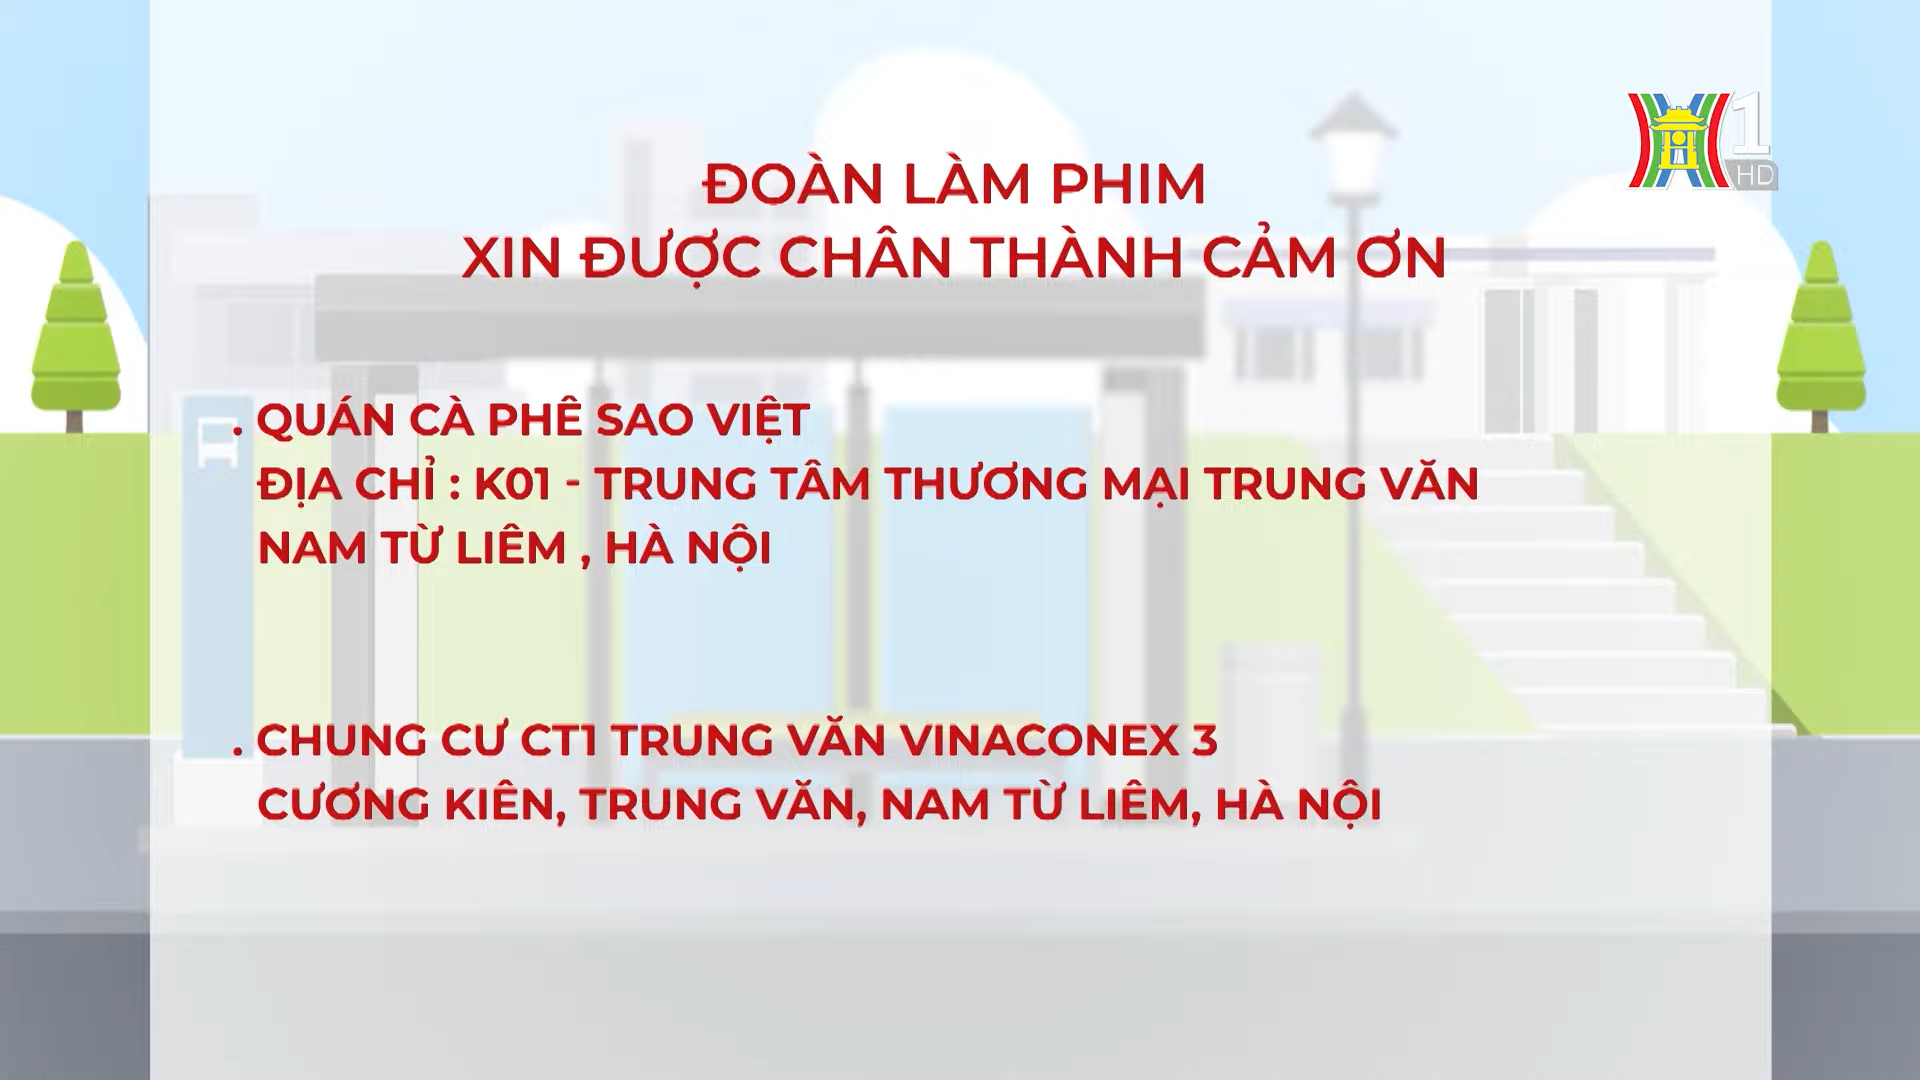 1
HD
ĐOÀN LÀM PHIM
XIN ĐƯỢC CHÂN THÀNH CẢM ƠN
. QUÁN CÀ PHÊ SAO VIỆT
ĐỊA CHỈ : K01 - TRUNG TÂM THƯƠNG MẠI TRUNG VĂN
NAM TỪ LIÊM , HÀ NỘI
. CHUNG CƯ CT1 TRUNG VĂN VINACONEX 3
CƯƠNG KIÊN, TRUNG VĂN, NAM TỪ LIÊM, HÀ NỘI